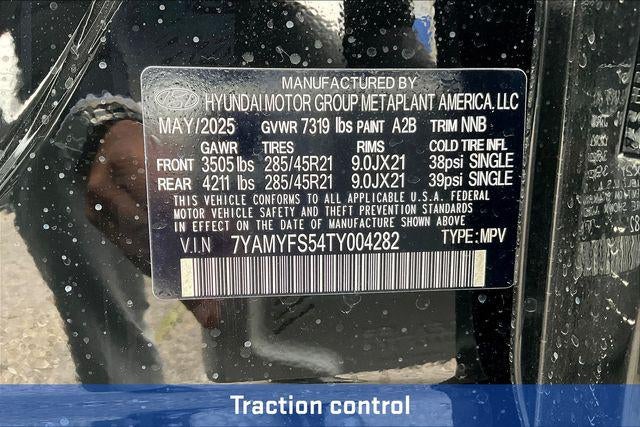 MANUFACTURED BY
HYUNDAI MOTOR GROUP METAPLANT AMERICA, LLC
MAY/2025 GVWR 7319 lbs PAINT A2B TRIM NNB
GAWR TIRES RIMS COLD TIRE INFL
FRONT 3505 lbs 285/45R21 9.0JX21 38psi SINGLE
REAR 4211 lbs 285/45R21 9.0JX21 39psi SINGLE
THIS VEHICLE CONFORMS TO ALL APPLICABLE U.S.A. FEDERAL
MOTOR VEHICLE SAFETY AND THEFT PREVENTION STANDARDS
IN EFFECT ON THE DATE OF MANUFACTURE SHOWN ABOVE
V.I.N 7YAMYFS54TY004282 TYPE: MPV
Traction control